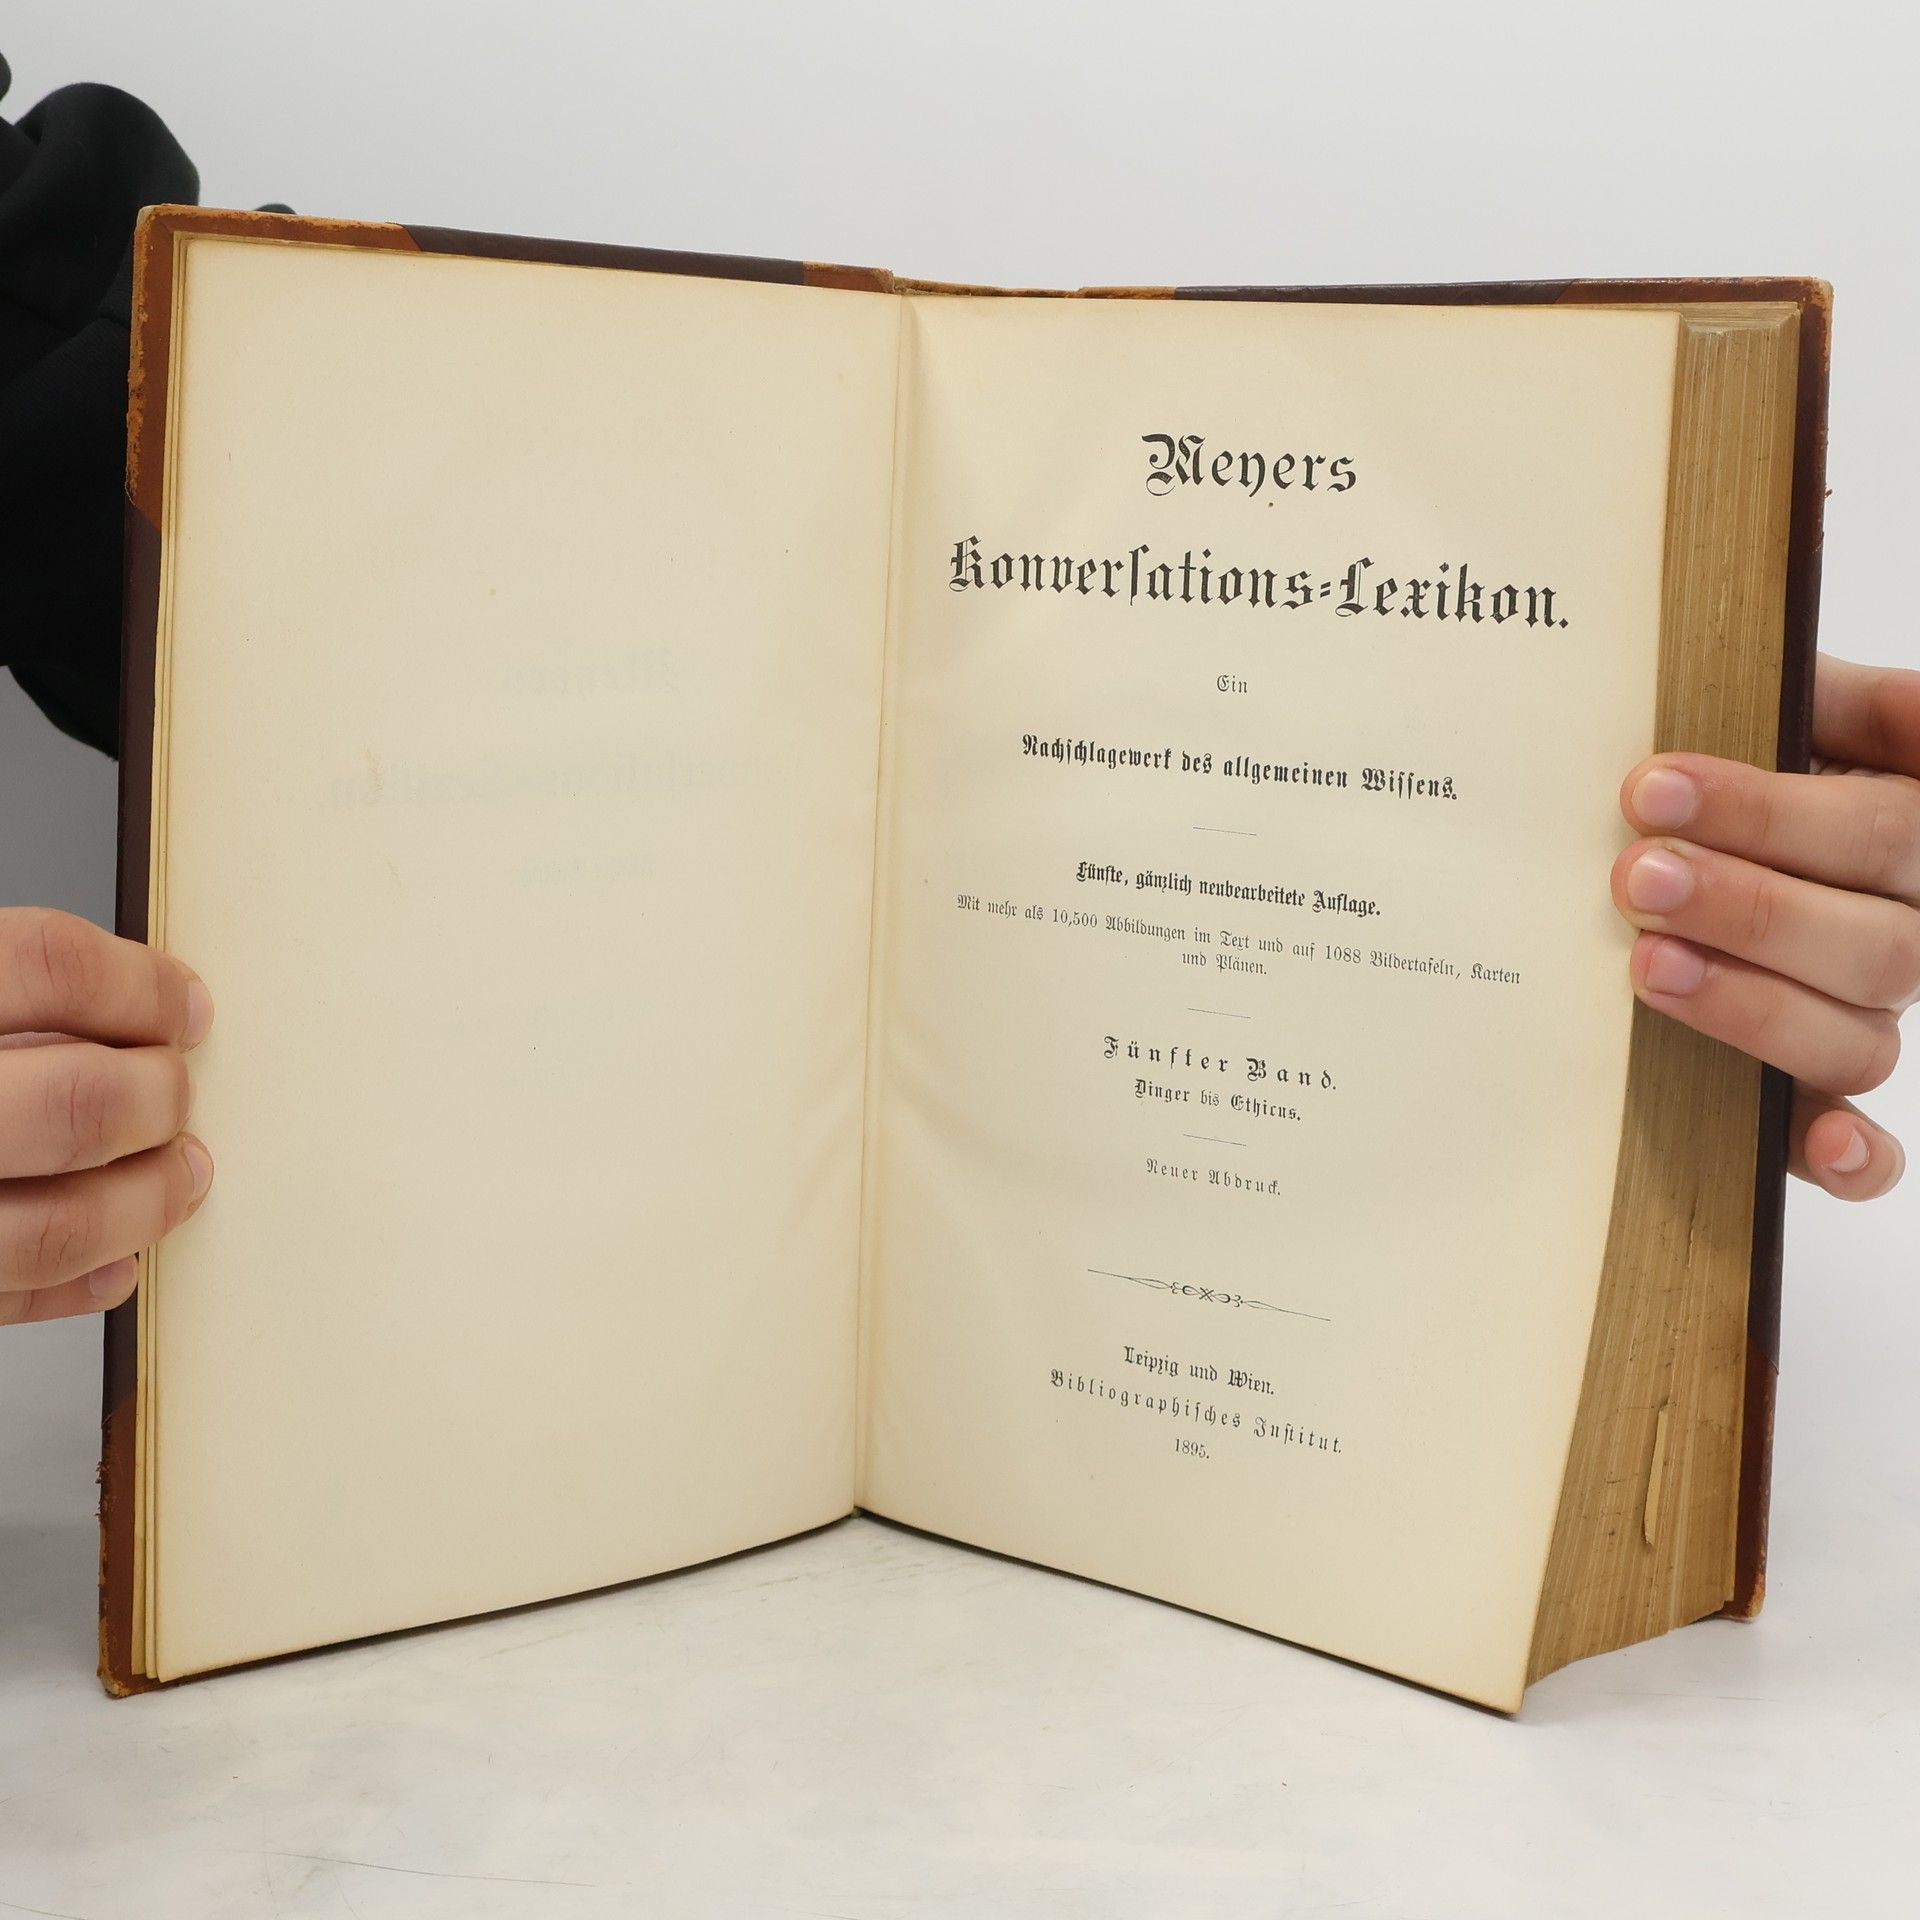 Meyers
Konverſations-Lexikon.
Ein
Nachſchlagewerk des allgemeinen Wiſſens.
Fünfte, gänzlich neubearbeitete Auflage.
Mit mehr als 10,500 Abbildungen im Text und auf 1088 Bildertafeln, Karten
und Plänen.
Fünfter Band.
Dinger bis Ethicus.
Neuer Abdruck.
Leipzig und Wien.
Bibliographiſches Inſtitut.
1895.